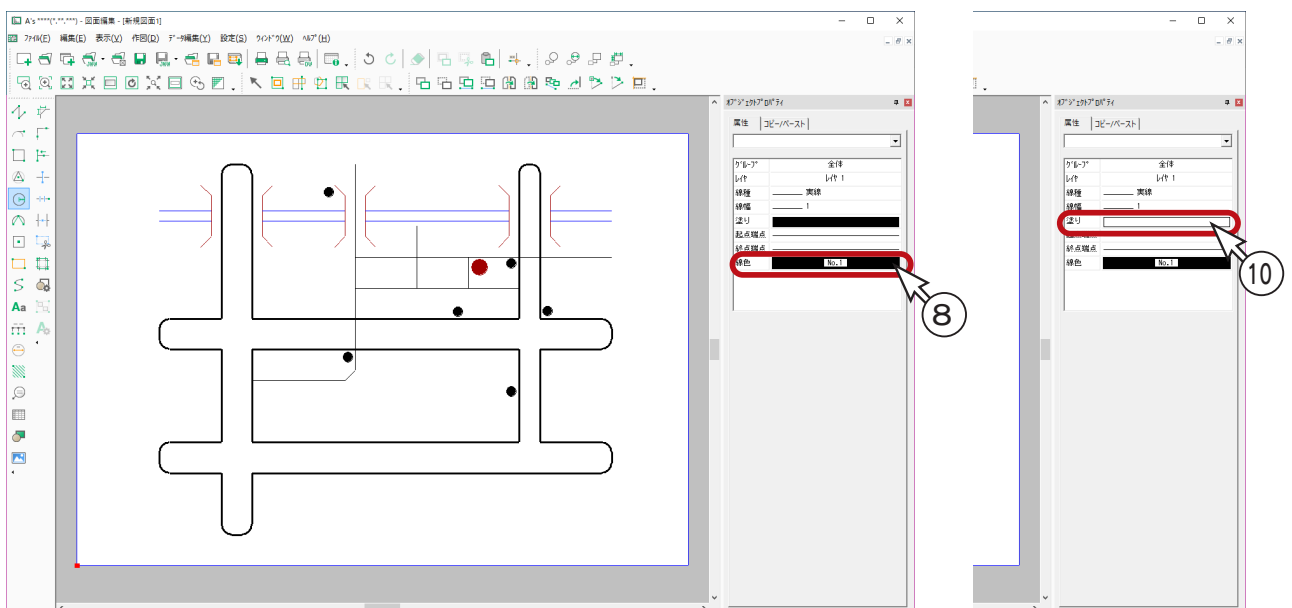 A's ****(*.**.***) - 図面編集 - [新規図面1]
ﾌｧｲﾙ(F) 編集(E) 表示(V) 作図(D) ﾃﾞｰﾀ編集(Y) 設定(S) ｳｨﾝﾄﾞｳ(W) ﾍﾙﾌﾟ(H)
JWW JWW
Aa A
ｵﾌﾞｼﾞｪｸﾄﾌﾟﾛﾊﾟﾃｨ
属性 ｺﾋﾟｰ/ﾍﾟｰｽﾄ
ｸﾞﾙｰﾌﾟ 全体
ﾚｲﾔ ﾚｲﾔ 1
線種 実線
線幅 1
塗り
起点端点
終点端点
線色 No.1
8
ｵﾌﾞｼﾞｪｸﾄﾌﾟﾛﾊﾟﾃｨ
属性 ｺﾋﾟｰ/ﾍﾟｰｽﾄ
ｸﾞﾙｰﾌﾟ 全体
ﾚｲﾔ ﾚｲﾔ 1
線種 実線
線幅 1
塗り
終点端点
線色 No.1
10